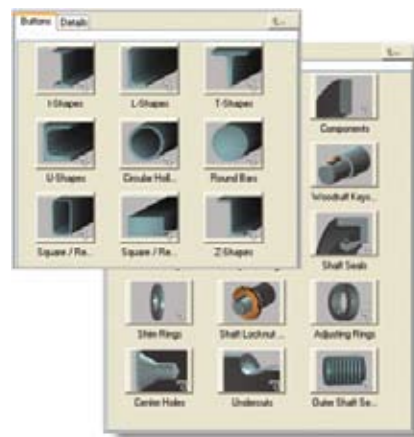 Buttons Details
I-Shapes L-Shapes T-Shapes
U-Shapes Circular Holl... Round Bars
Square / Re... Square / Re... Z-Shapes
Components
Woodruff Keys...
Shaft Seals
Shim Rings Shaft Locknut ... Adjusting Rings
Center Holes Undercuts Outer Shaft Se...